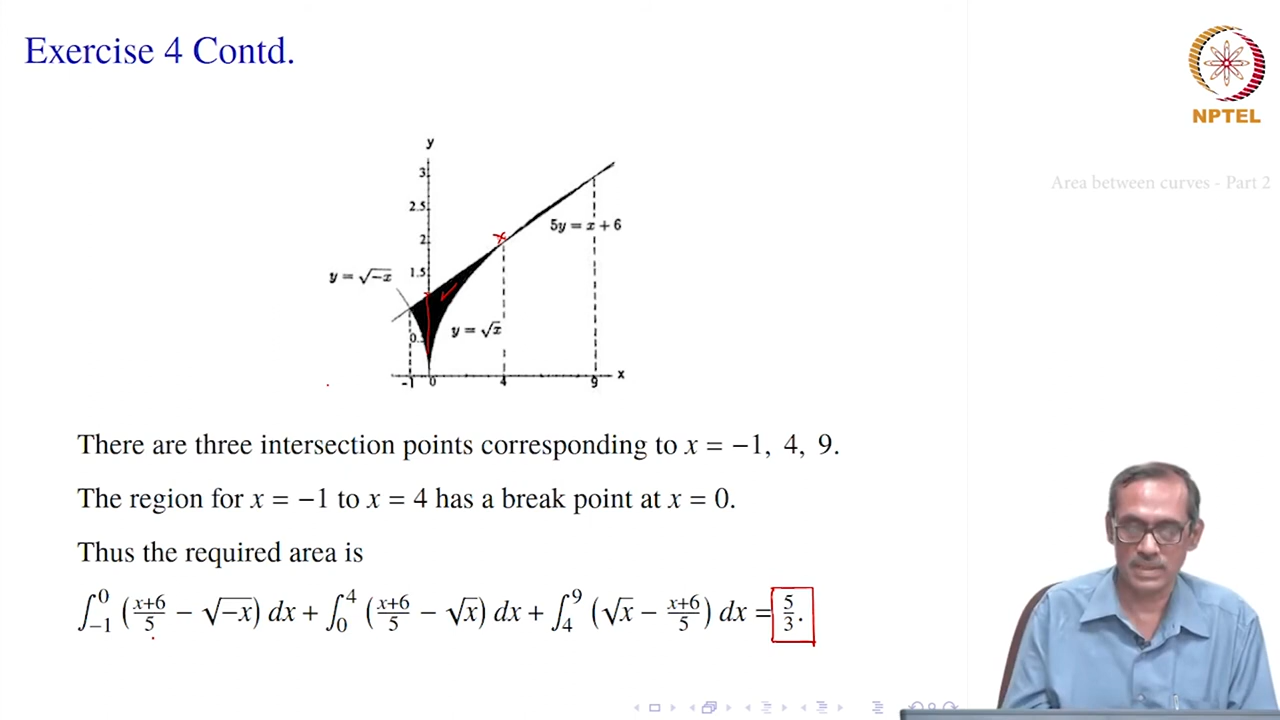 Exercise 4 Contd.
NPTEL
Area between curves - Part 2
y
3
2.5
5y = x + 6
2
y = √−x
1.5
y = √x
0.5
-1 0 4 9 x
There are three intersection points corresponding to x = −1, 4, 9.
The region for x = −1 to x = 4 has a break point at x = 0.
Thus the required area is
∫₋₁⁰ (x+6/5 − √−x) dx + ∫₀⁴ (x+6/5 − √x) dx + ∫₄⁹ (√x − x+6/5) dx = 5/3.